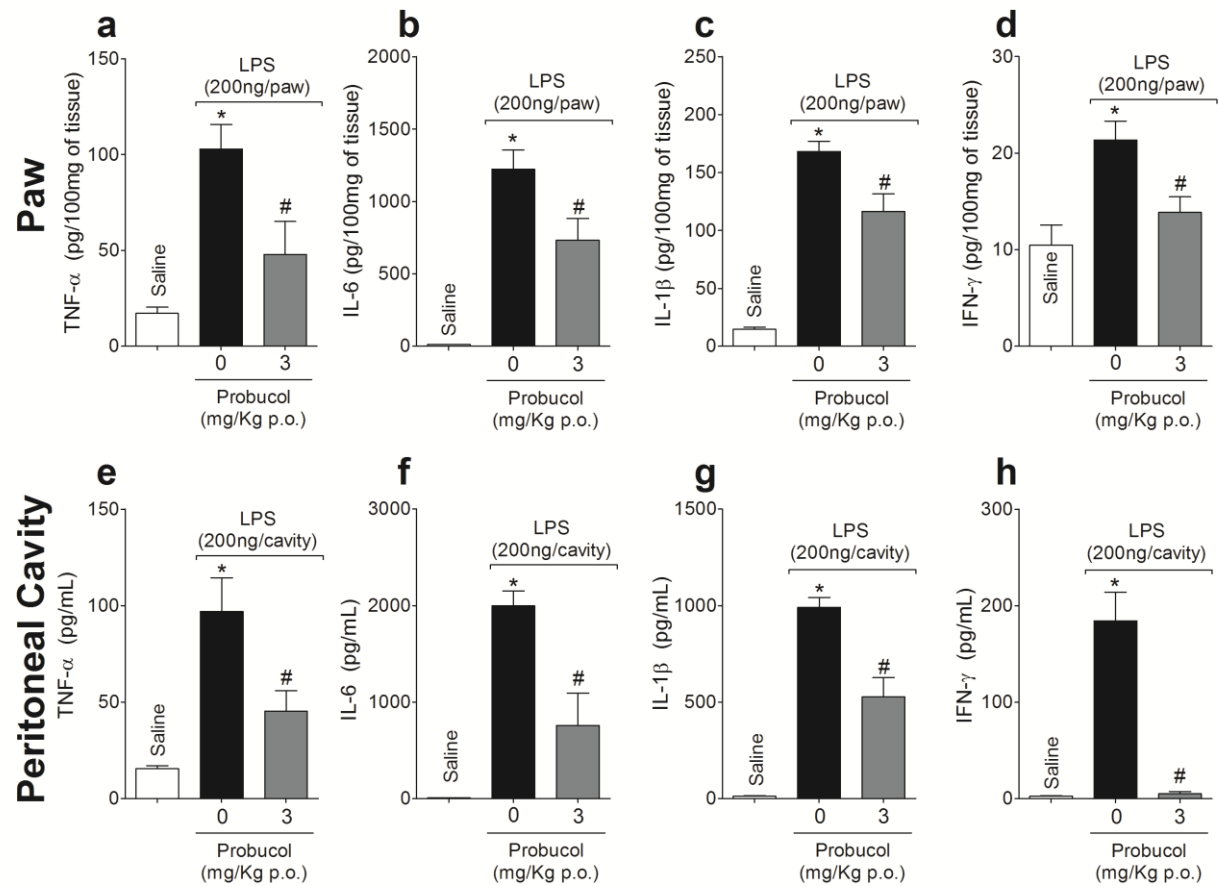 Paw
a
TNF-α (pg/100mg of tissue)
150
100
50
0
LPS
(200ng/paw)
Saline
*
#
0 3
Probucol
(mg/Kg p.o.)
b
IL-6 (pg/100mg of tissue)
2000
1500
1000
500
0
LPS
(200ng/paw)
Saline
*
#
0 3
Probucol
(mg/Kg p.o.)
c
IL-1β (pg/100mg of tissue)
250
200
150
100
50
0
LPS
(200ng/paw)
Saline
*
#
0 3
Probucol
(mg/Kg p.o.)
d
IFN-γ (pg/100mg of tissue)
30
20
10
0
LPS
(200ng/paw)
Saline
*
#
0 3
Probucol
(mg/Kg p.o.)
Peritoneal Cavity
e
TNF-α (pg/mL)
150
100
50
0
LPS
(200ng/cavity)
Saline
*
#
0 3
Probucol
(mg/Kg p.o.)
f
IL-6 (pg/mL)
3000
2000
1000
0
LPS
(200ng/cavity)
Saline
*
#
0 3
Probucol
(mg/Kg p.o.)
g
IL-1β (pg/mL)
1500
1000
500
0
LPS
(200ng/cavity)
Saline
*
#
0 3
Probucol
(mg/Kg p.o.)
h
IFN-γ (pg/mL)
300
200
100
0
LPS
(200ng/cavity)
Saline
*
#
0 3
Probucol
(mg/Kg p.o.)